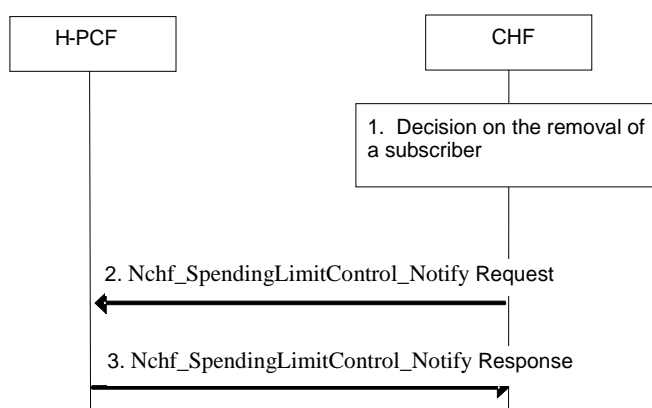 H-PCF
CHF
1. Decision on the removal of
a subscriber
2. Nchf_SpendingLimitControl_Notify Request
3. Nchf_SpendingLimitControl_Notify Response